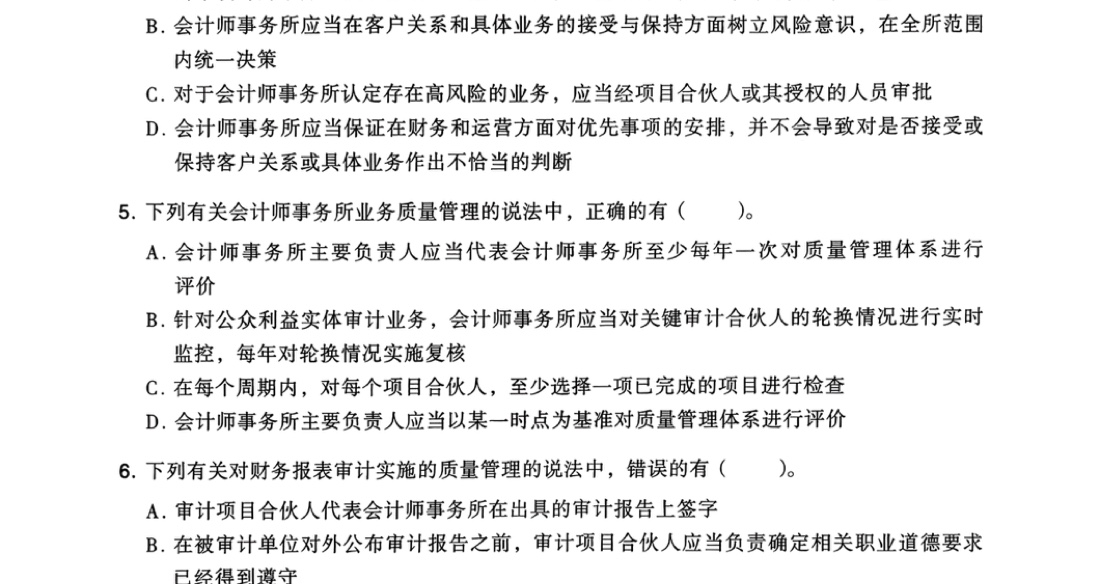 B. 会计师事务所应当在客户关系和具体业务的接受与保持方面树立风险意识，在全所范围
内统一决策
C. 对于会计师事务所认定存在高风险的业务，应当经项目合伙人或其授权的人员审批
D. 会计师事务所应当保证在财务和运营方面对优先事项的安排，并不会导致对是否接受或
保持客户关系或具体业务作出不恰当的判断
5. 下列有关会计师事务所业务质量管理的说法中，正确的有（　　）。
A. 会计师事务所主要负责人应当代表会计师事务所至少每年一次对质量管理体系进行
评价
B. 针对公众利益实体审计业务，会计师事务所应当对关键审计合伙人的轮换情况进行实时
监控，每年对轮换情况实施复核
C. 在每个周期内，对每个项目合伙人，至少选择一项已完成的项目进行检查
D. 会计师事务所主要负责人应当以某一时点为基准对质量管理体系进行评价
6. 下列有关对财务报表审计实施的质量管理的说法中，错误的有（　　）。
A. 审计项目合伙人代表会计师事务所在出具的审计报告上签字
B. 在被审计单位对外公布审计报告之前，审计项目合伙人应当负责确定相关职业道德要求
已经得到遵守